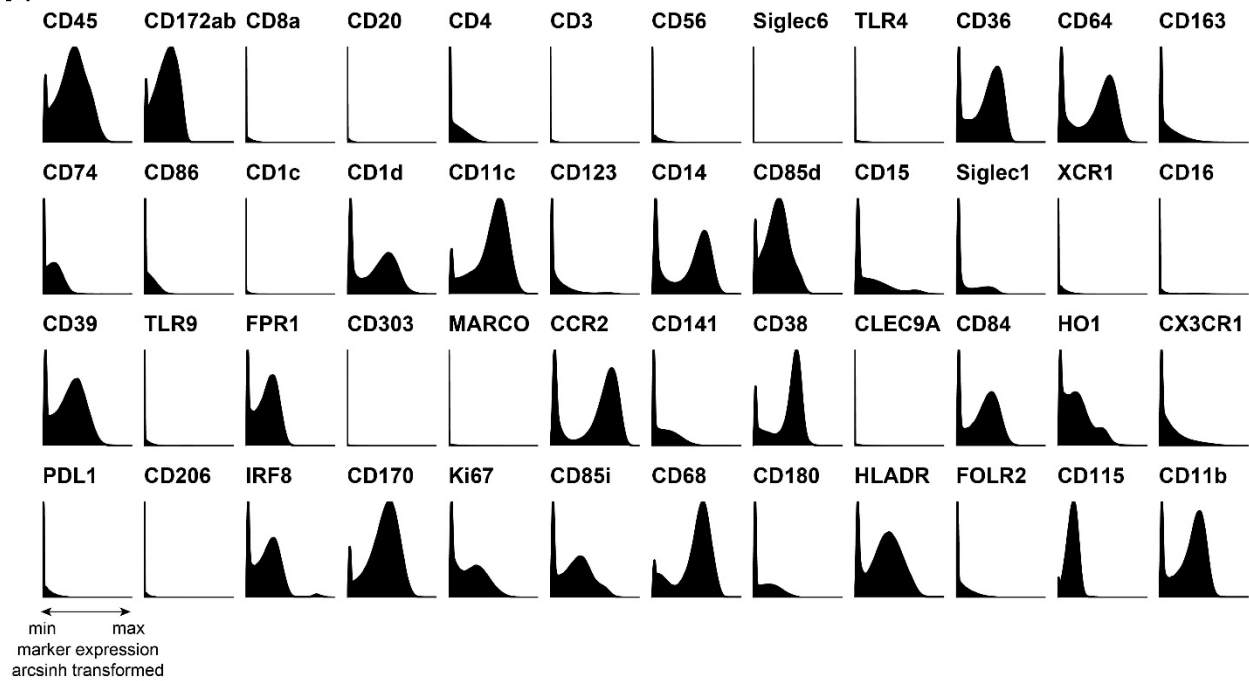 CD45 CD172ab CD8a CD20 CD4 CD3 CD56 Siglec6 TLR4 CD36 CD64 CD163
CD74 CD86 CD1c CD1d CD11c CD123 CD14 CD85d CD15 Siglec1 XCR1 CD16
CD39 TLR9 FPR1 CD303 MARCO CCR2 CD141 CD38 CLEC9A CD84 HO1 CX3CR1
PDL1 CD206 IRF8 CD170 Ki67 CD85i CD68 CD180 HLADR FOLR2 CD115 CD11b
min max
marker expression
arcsinh transformed